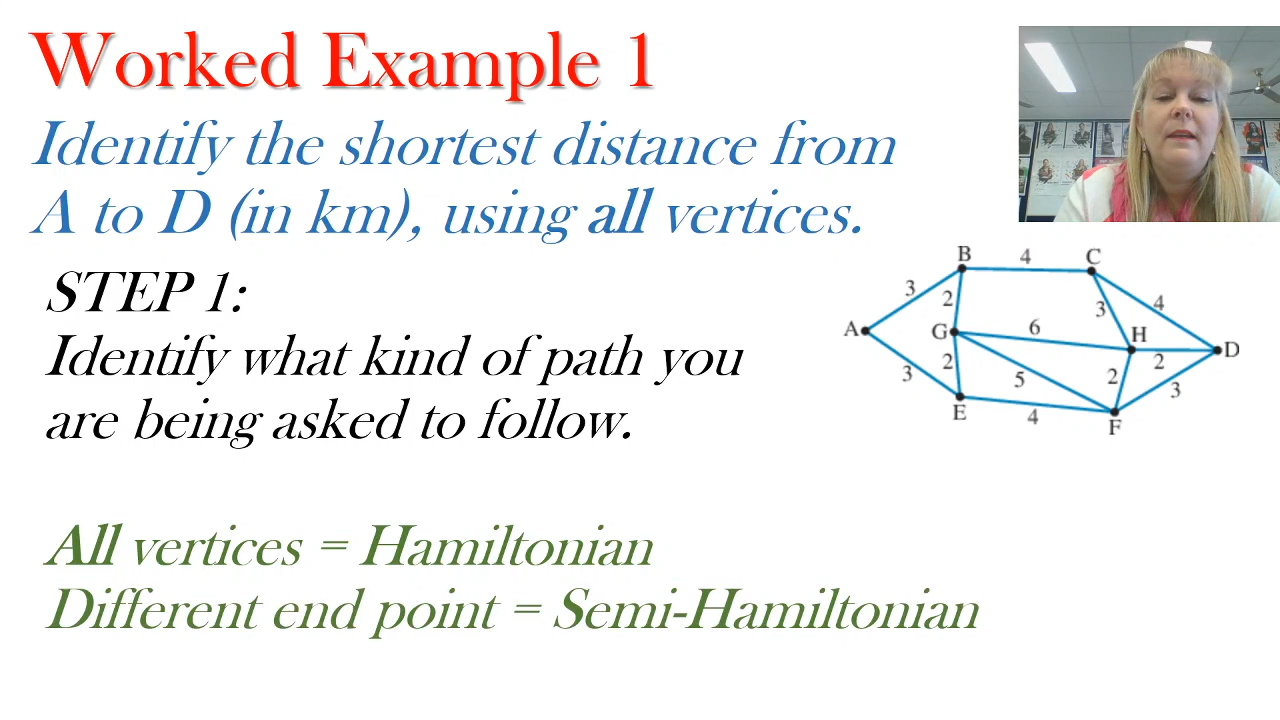 Worked Example 1
Identify the shortest distance from
A to D (in km), using all vertices.
STEP 1:
Identify what kind of path you
are being asked to follow.
All vertices = Hamiltonian
Different end point = Semi-Hamiltonian
B 4 C
3 2 3 4
A G 6 H D
3 2 5 2 2 3
E 4 F